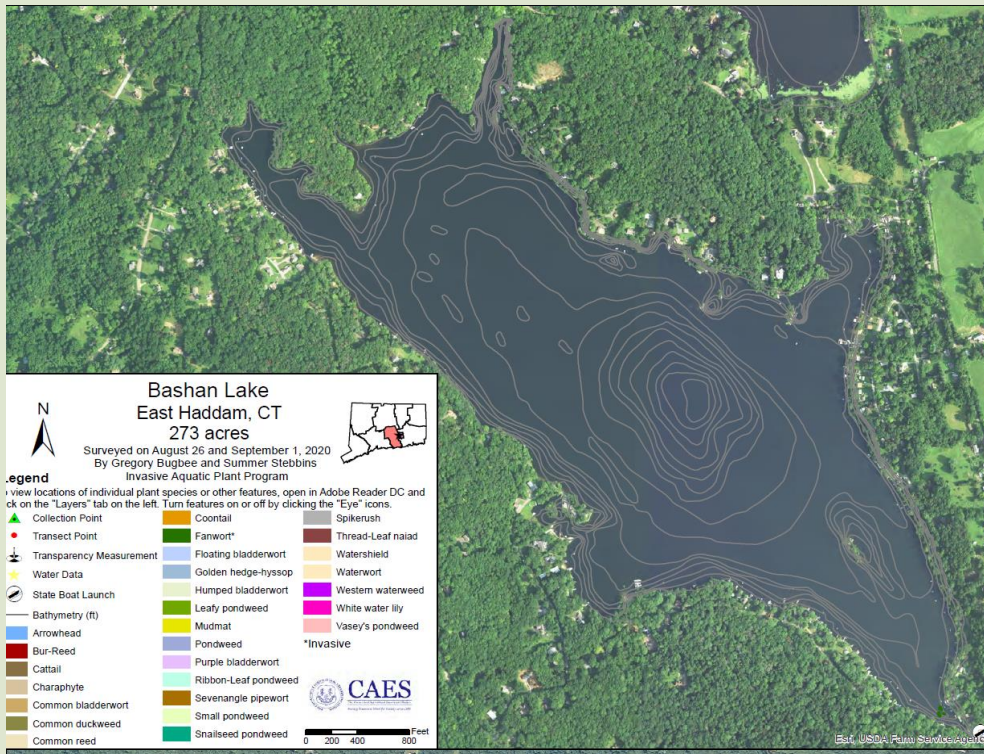 Bashan Lake
East Haddam, CT
273 acres
Surveyed on August 26 and September 1, 2020
By Gregory Bugbee and Summer Stebbins
Invasive Aquatic Plant Program
N
Legend
view locations of individual plant species or other features, open in Adobe Reader DC and
ck on the "Layers" tab on the left. Turn features on or off by clicking the "Eye" icons.
Collection Point
Transect Point
Transparency Measurement
Water Data
State Boat Launch
Bathymetry (ft)
Arrowhead
Bur-Reed
Cattail
Charaphyte
Common bladderwort
Common duckweed
Common reed
Coontail
Fanwort*
Floating bladderwort
Golden hedge-hyssop
Humped bladderwort
Leafy pondweed
Mudmat
Pondweed
Purple bladderwort
Ribbon-Leaf pondweed
Sevenangle pipewort
Small pondweed
Snailseed pondweed
Spikerush
Thread-Leaf naiad
Watershield
Waterwort
Western waterweed
White water lily
Vasey's pondweed
*Invasive
CAES
Feet
0 200 400 800
Esri, USDA Farm Service Agency